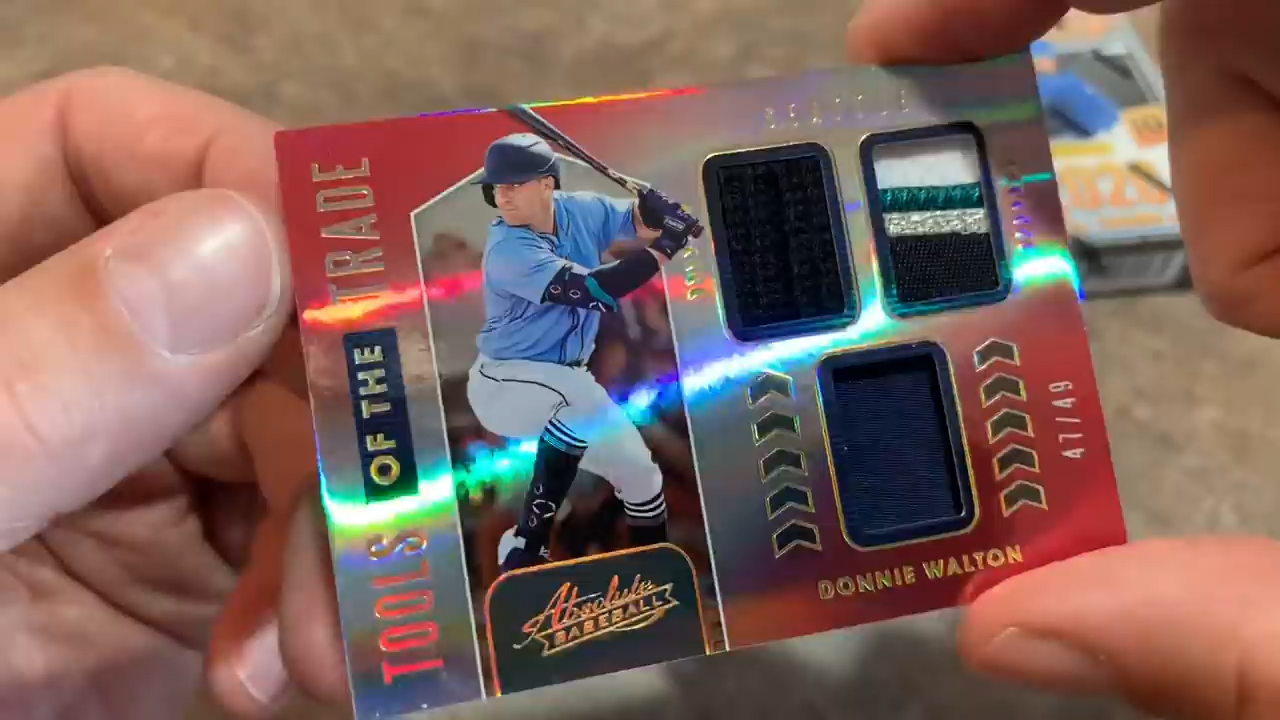 TOOLS OF THE TRADE
Absolute
BASEBALL
47/49
DONNIE WALTON